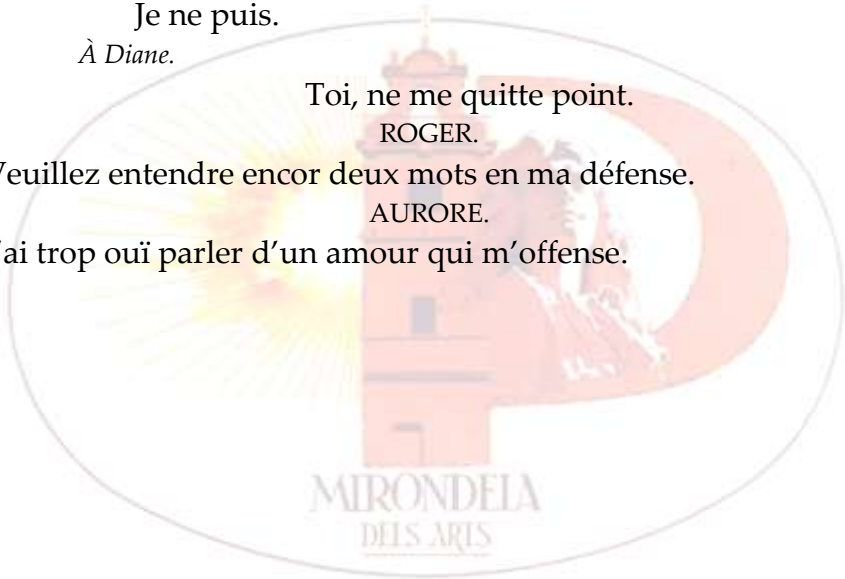 Je ne puis.
À Diane.
Toi, ne me quitte point.
ROGER.
Veuillez entendre encor deux mots en ma défense.
AURORE.
'ai trop ouï parler d'un amour qui m'offense.
MIRONDELA
DELS ARTS